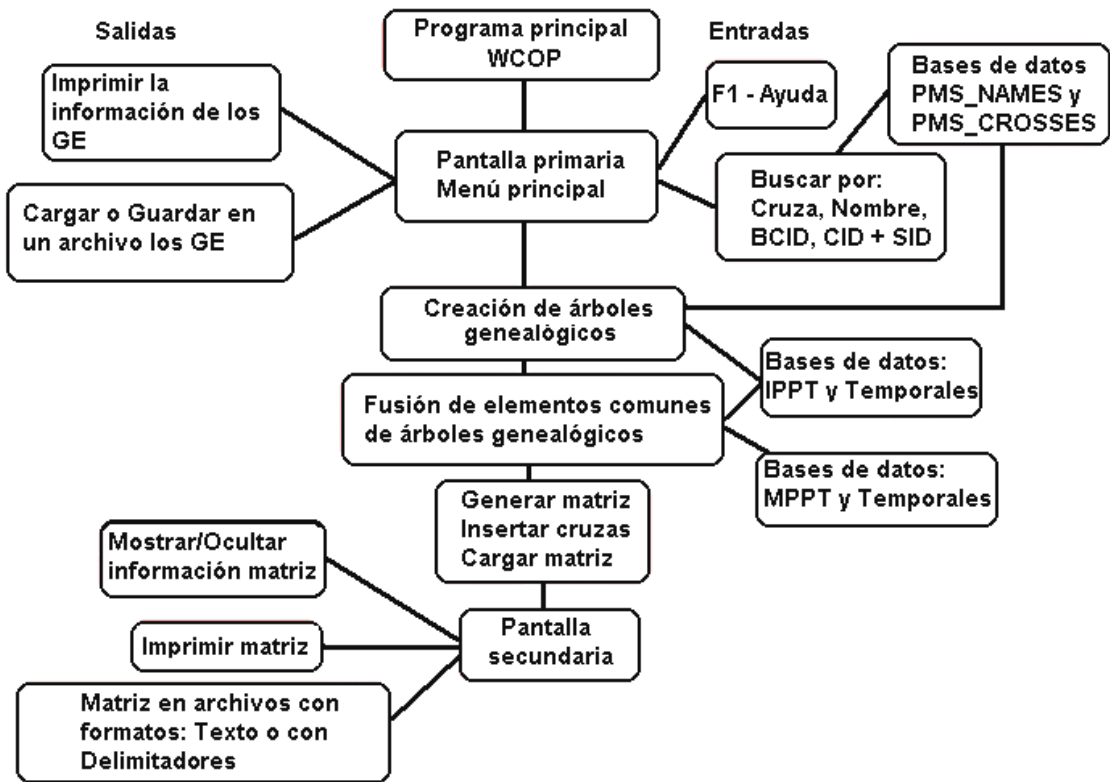 Salidas
Programa principal
WCOP
Entradas
Imprimir la
información de los
GE
F1 - Ayuda
Bases de datos
PMS_NAMES y
PMS_CROSSES
Pantalla primaria
Menú principal
Buscar por:
Cruza, Nombre,
BCID, CID + SID
Cargar o Guardar en
un archivo los GE
Creación de árboles
genealógicos
Bases de datos:
IPPT y Temporales
Fusión de elementos comunes
de árboles genealógicos
Bases de datos:
MPPT y Temporales
Generar matriz
Insertar cruzas
Cargar matriz
Mostrar/Ocultar
información matriz
Pantalla
secundaria
Imprimir matriz
Matriz en archivos con
formatos: Texto o con
Delimitadores